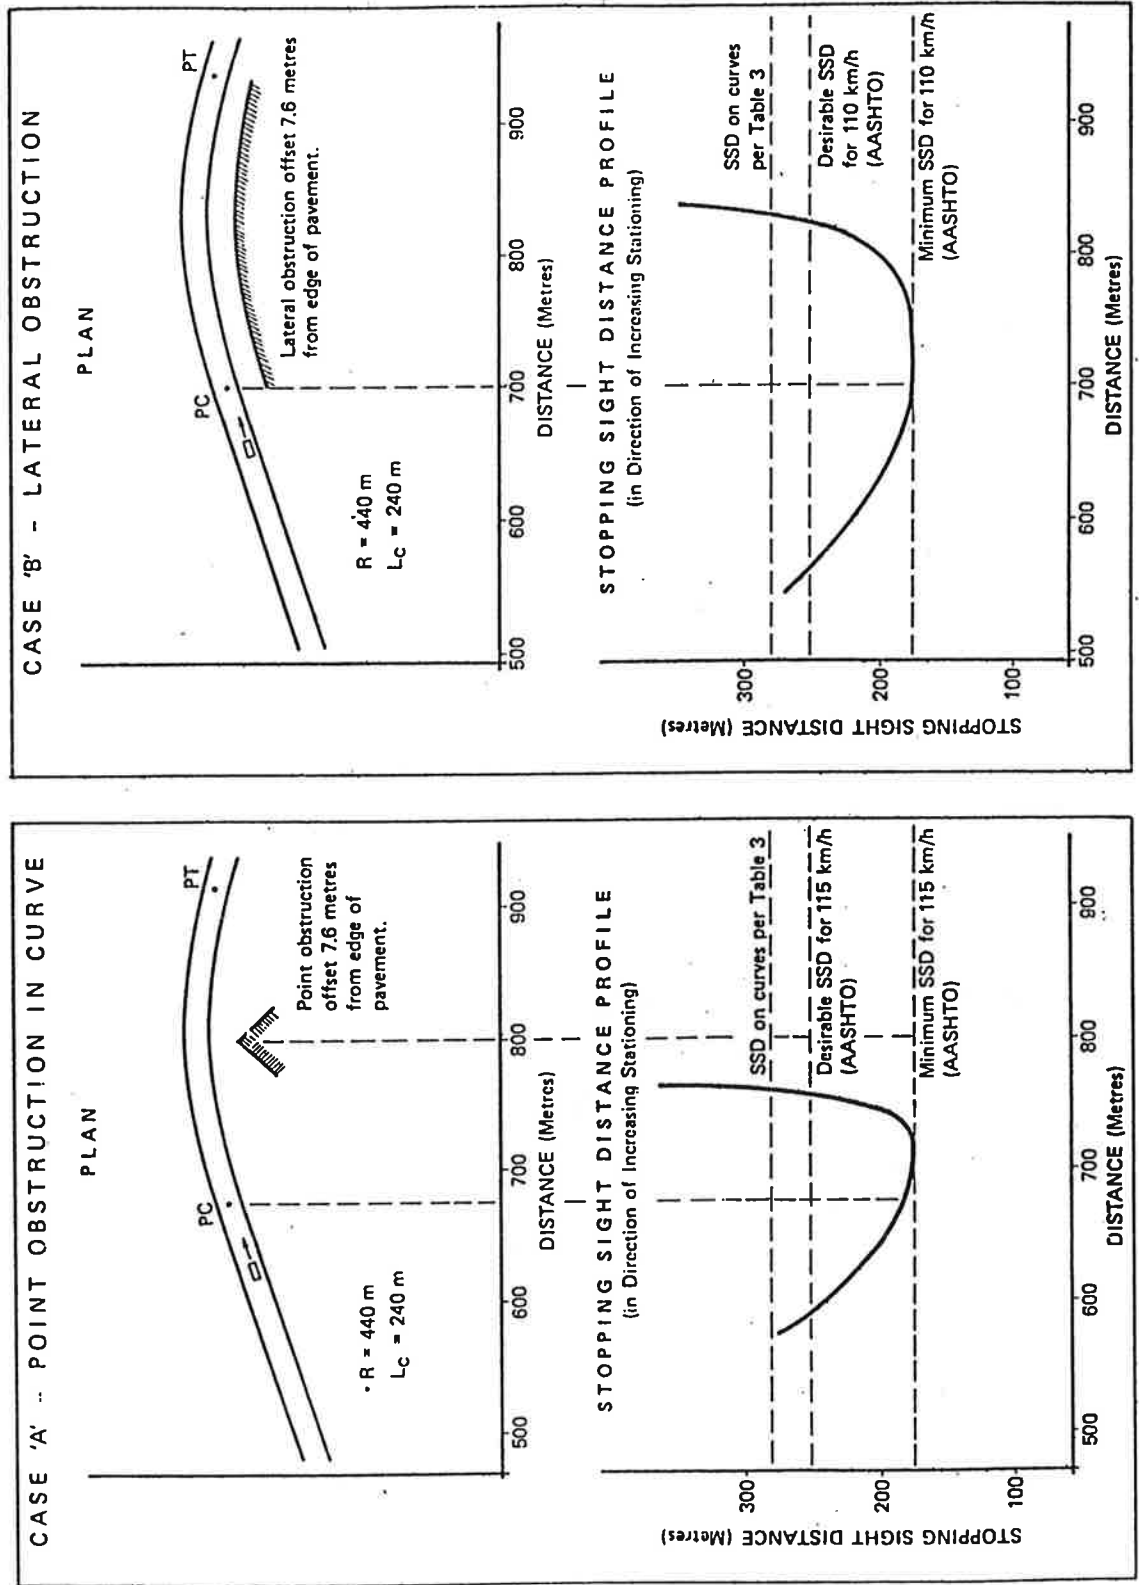 CASE 'A' -- POINT OBSTRUCTION IN CURVE
PLAN
PC
PT
Point obstruction
offset 7.6 metres
from edge of
pavement.
• R = 440 m
Lc = 240 m
500
600
700
800
900
DISTANCE (Metres)
STOPPING SIGHT DISTANCE PROFILE
(in Direction of Increasing Stationing)
STOPPING SIGHT DISTANCE (Metres)
300
200
100
SSD on curves per Table 3
Desirable SSD for 115 km/h
(AASHTO)
Minimum SSD for 115 km/h
(AASHTO)
500
600
700
800
900
DISTANCE (Metres)
CASE 'B' - LATERAL OBSTRUCTION
PLAN
PC
PT
Lateral obstruction offset 7.6 metres
from edge of pavement.
R = 440 m
Lc = 240 m
500
600
700
800
900
DISTANCE (Metres)
STOPPING SIGHT DISTANCE PROFILE
(in Direction of Increasing Stationing)
STOPPING SIGHT DISTANCE (Metres)
300
200
100
SSD on curves
per Table 3
Desirable SSD
for 110 km/h
(AASHTO)
Minimum SSD for 110 km/h
(AASHTO)
500
600
700
800
900
DISTANCE (Metres)